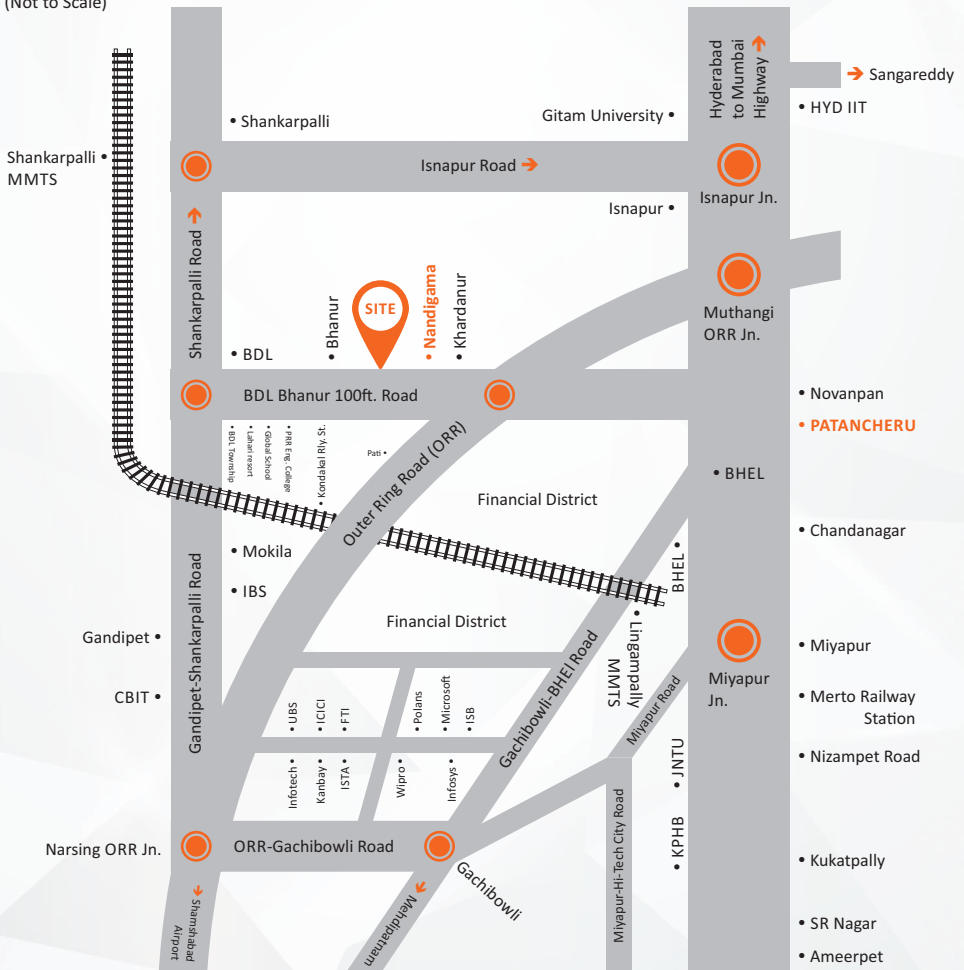 (Not to Scale)
Hyderabad
to Mumbai
Highway ➔
➔ Sangareddy
• HYD IIT
Gitam University •
• Shankarpalli
Shankarpalli •
MMTS
Isnapur Road ➔
Isnapur Jn.
Isnapur •
Shankarpalli Road ➔
Muthangi
ORR Jn.
SITE
• Bhanur
• Nandigama
• Khardanur
• BDL
BDL Bhanur 100ft. Road
• Novanpan
• PATANCHERU
• BDL Township
• Lahari resort
• Global School
• PRR Eng. College
• Kondakal Rly. St.
Pati •
Outer Ring Road (ORR)
• BHEL
Financial District
• Chandanagar
• Mokila
BHEL •
• IBS
Gandipet-Shankarpalli Road
Financial District
• Lingampally
MMTS
Gandipet •
• Miyapur
Miyapur
Jn.
CBIT •
Gachibowli-BHEL Road
Miyapur Road
• Merto Railway
Station
• UBS
• ICICI
• FTI
• Polans
• Microsoft
• ISB
• JNTU
• Nizampet Road
Infotech •
Kanbay •
ISTA •
Wipro •
Infosys •
Miyapur-Hi-Tech City Road
• KPHB
Narsing ORR Jn.
ORR-Gachibowli Road
• Kukatpally
Gachibowli
➔ Shamshabad
Airport
➔
Mehdipatnam
• SR Nagar
• Ameerpet